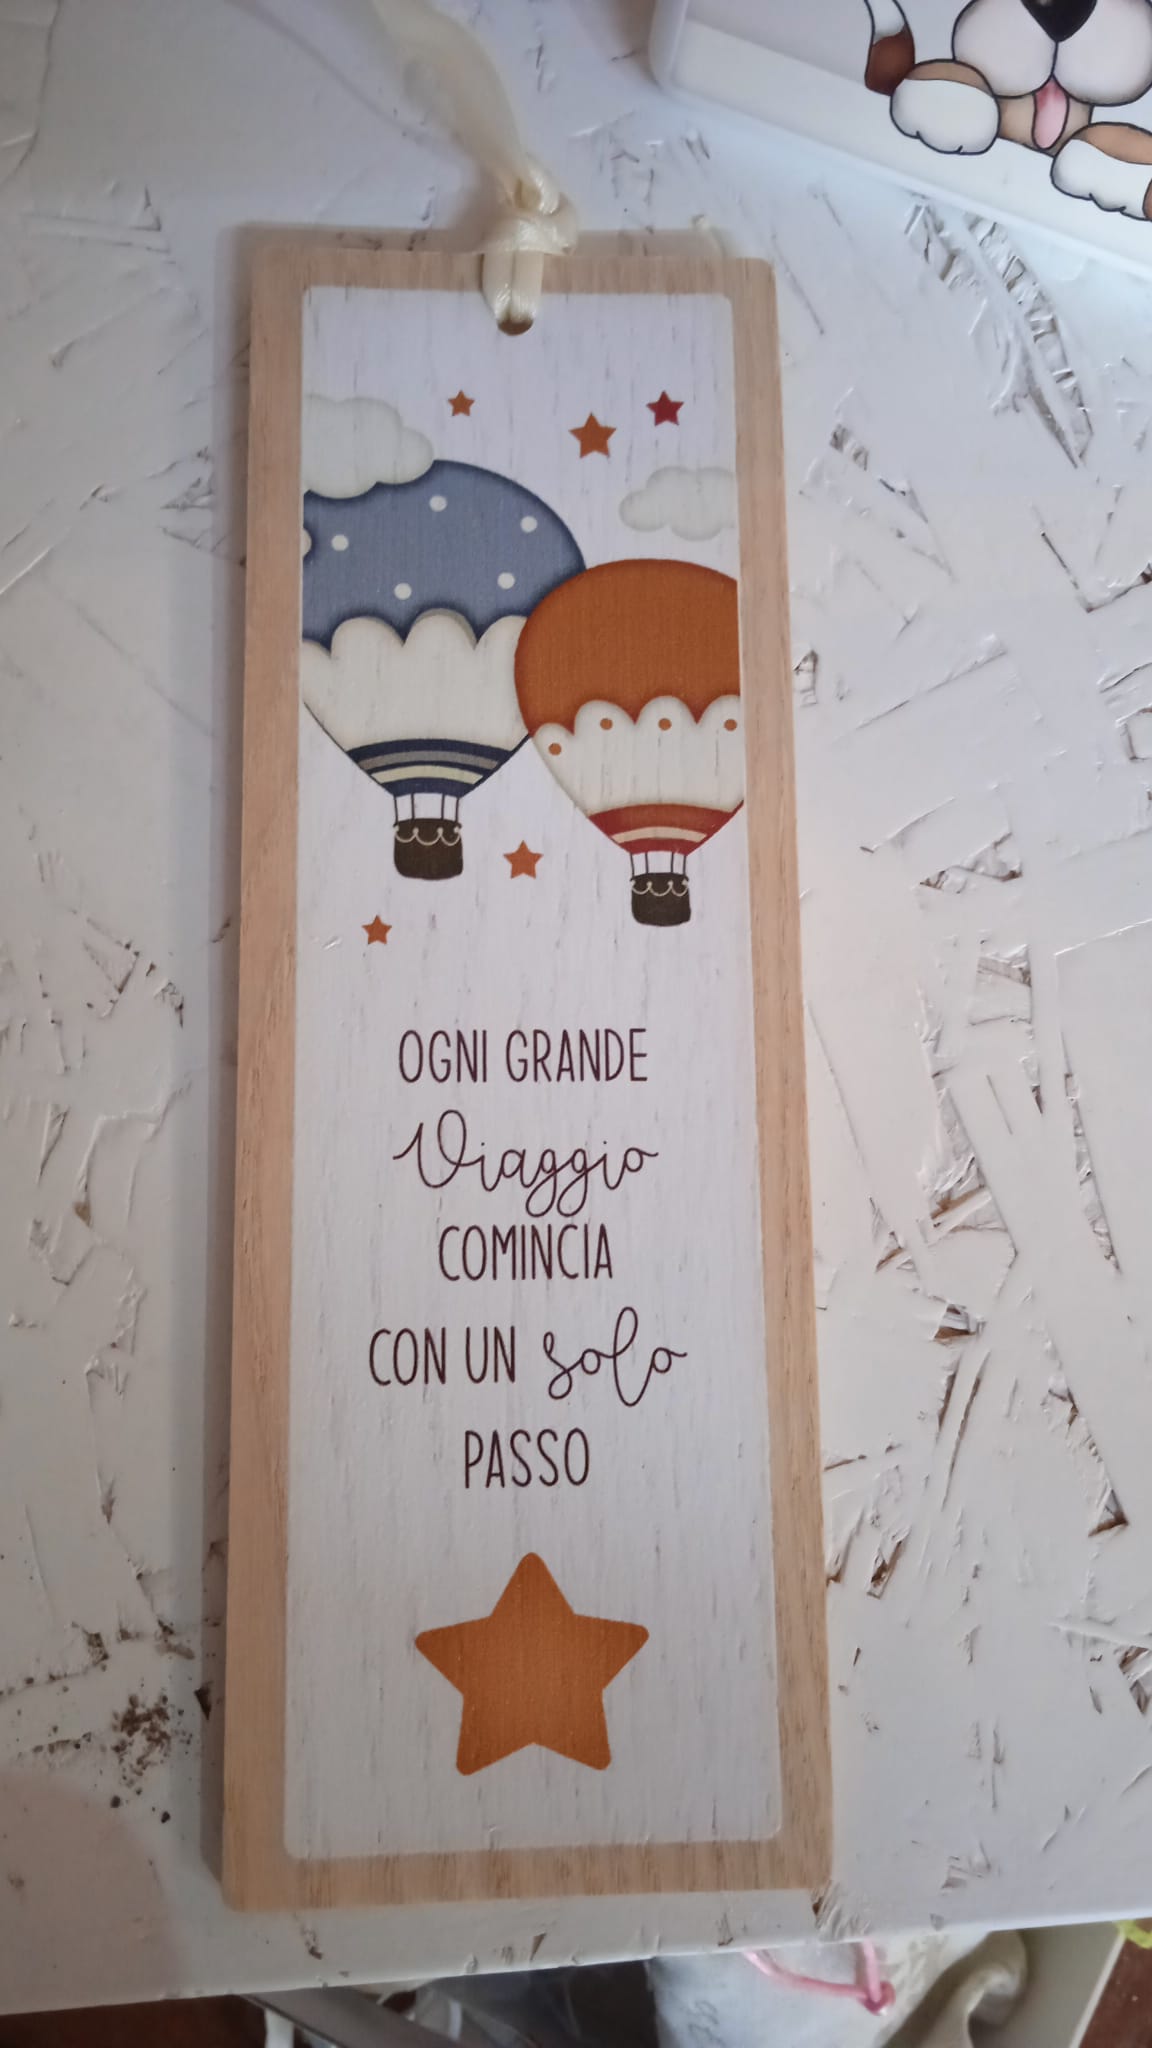 OGNI GRANDE
Viaggio
COMINCIA
CON UN solo
PASSO